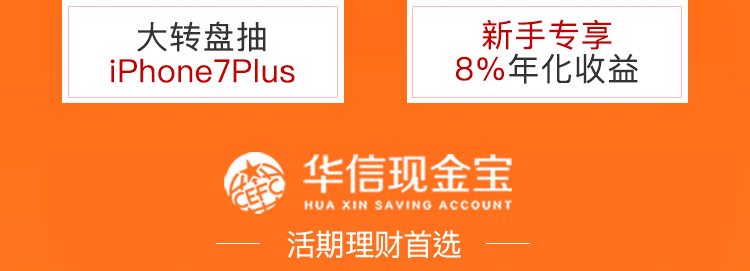 大转盘抽
iPhone7Plus
新手专享
8%年化收益
CEFC
华信现金宝
HUA XIN SAVING ACCOUNT
活期理财首选